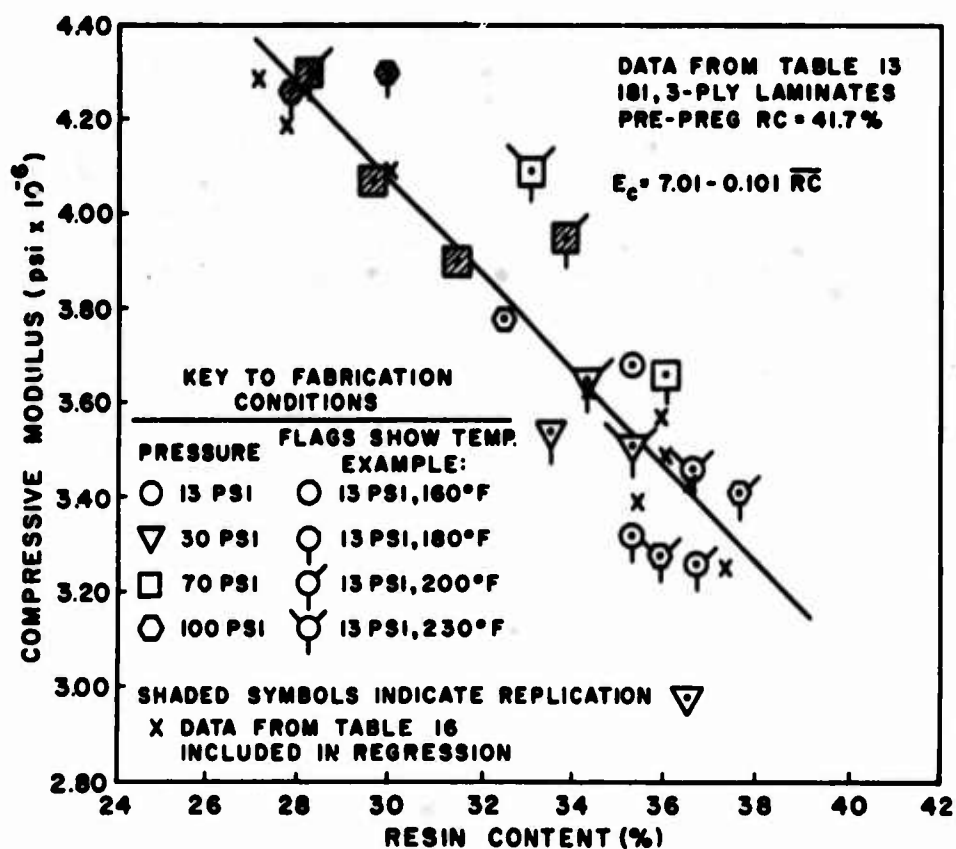 4.40
4.20
4.00
3.80
3.60
3.40
3.20
3.00
2.80
COMPRESSIVE MODULUS (psi x 10⁻⁶)
DATA FROM TABLE 13
181, 3-PLY LAMINATES
PRE-PREG RC = 41.7%
E_c = 7.01 - 0.101 R̅C̅
KEY TO FABRICATION
CONDITIONS
PRESSURE
FLAGS SHOW TEMP.
EXAMPLE:
13 PSI 13 PSI, 160°F
30 PSI 13 PSI, 180°F
70 PSI 13 PSI, 200°F
100 PSI 13 PSI, 230°F
SHADED SYMBOLS INDICATE REPLICATION
X DATA FROM TABLE 16
INCLUDED IN REGRESSION
24 26 28 30 32 34 36 38 40 42
RESIN CONTENT (%)